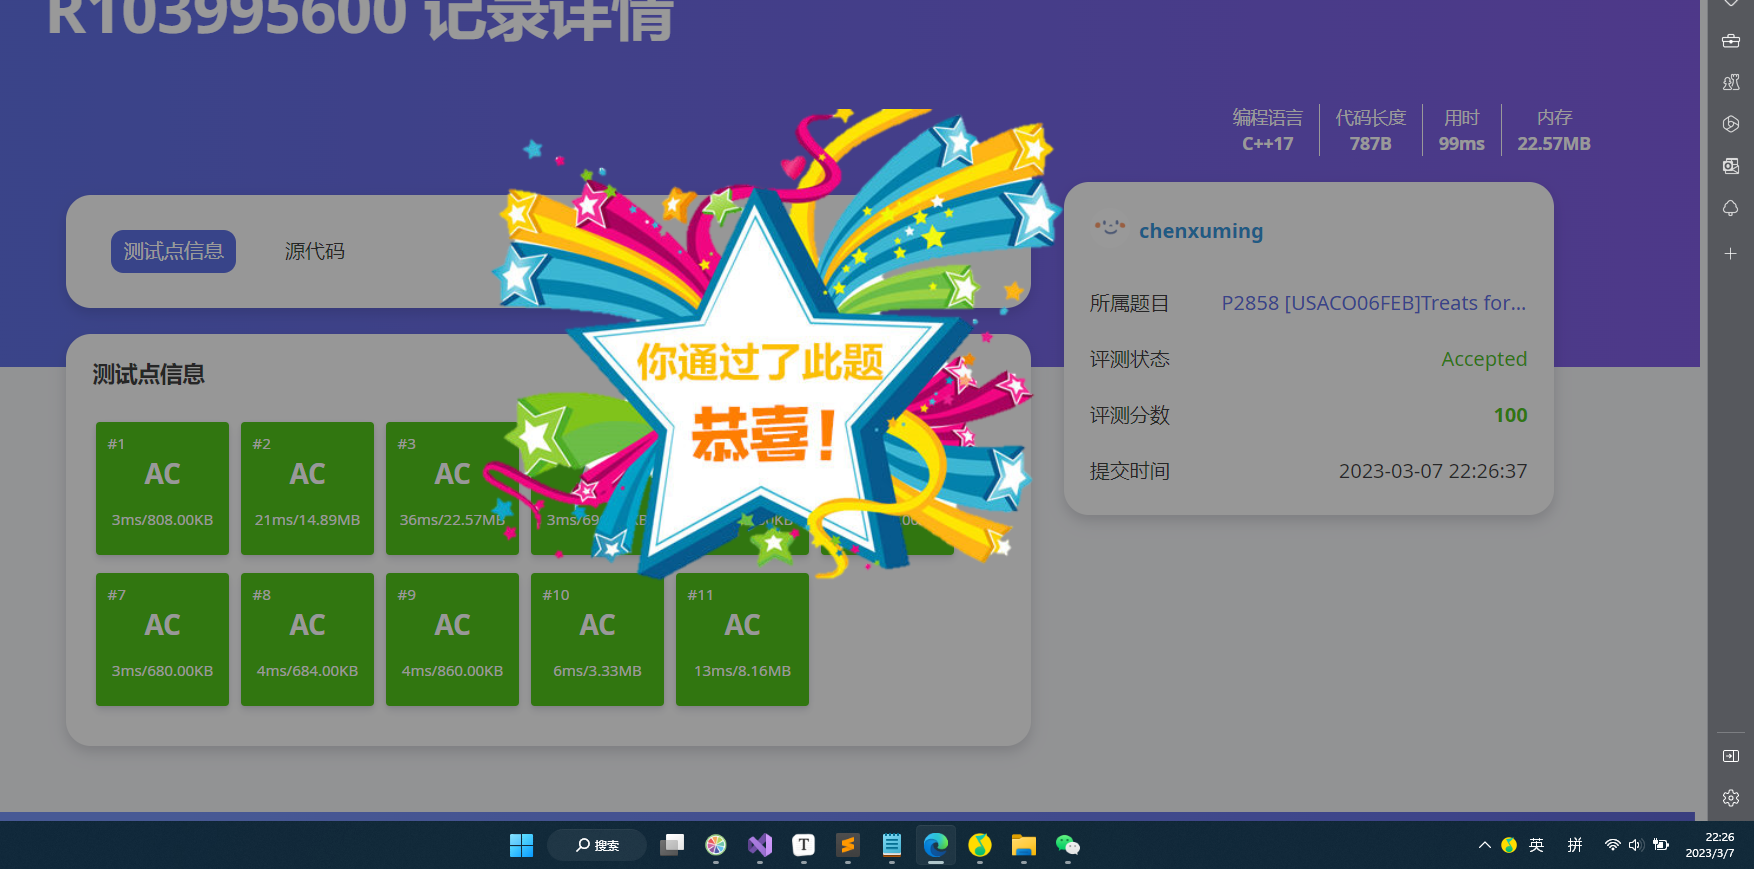 R103995600 记录详情
编程语言 代码长度 用时 内存
C++17 787B 99ms 22.57MB
测试点信息 源代码
chenxuming
所属题目 P2858 [USACO06FEB]Treats for...
评测状态 Accepted
评测分数 100
提交时间 2023-03-07 22:26:37
你通过了此题
恭喜!
测试点信息
#1 #2 #3
AC AC AC
3ms/808.00KB 21ms/14.89MB 36ms/22.57MB
#7 #8 #9 #10 #11
AC AC AC AC AC
3ms/680.00KB 4ms/684.00KB 4ms/860.00KB 6ms/3.33MB 13ms/8.16MB
搜索
英 拼
22:26
2023/3/7